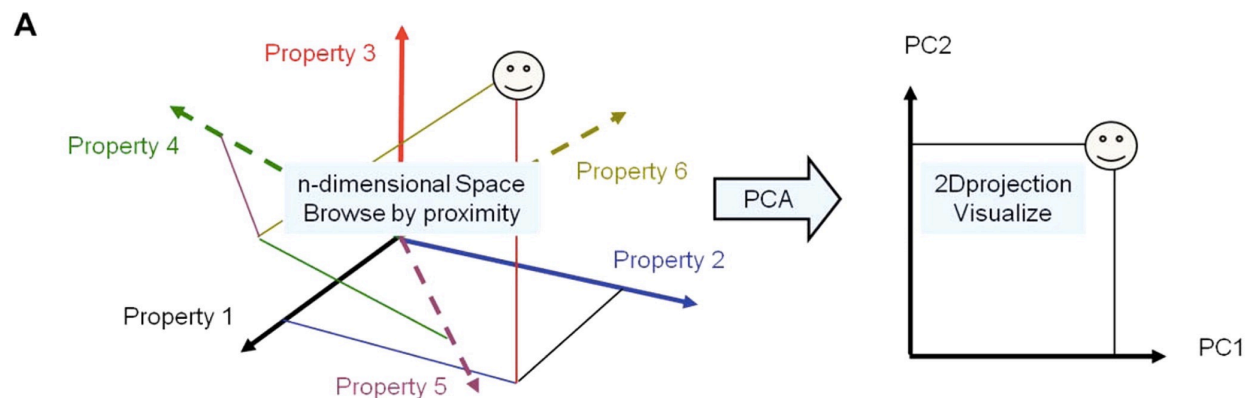 A
Property 3
PC2
Property 4
Property 6
n-dimensional Space
Browse by proximity
PCA
2Dprojection
Visualize
Property 2
Property 1
Property 5
PC1